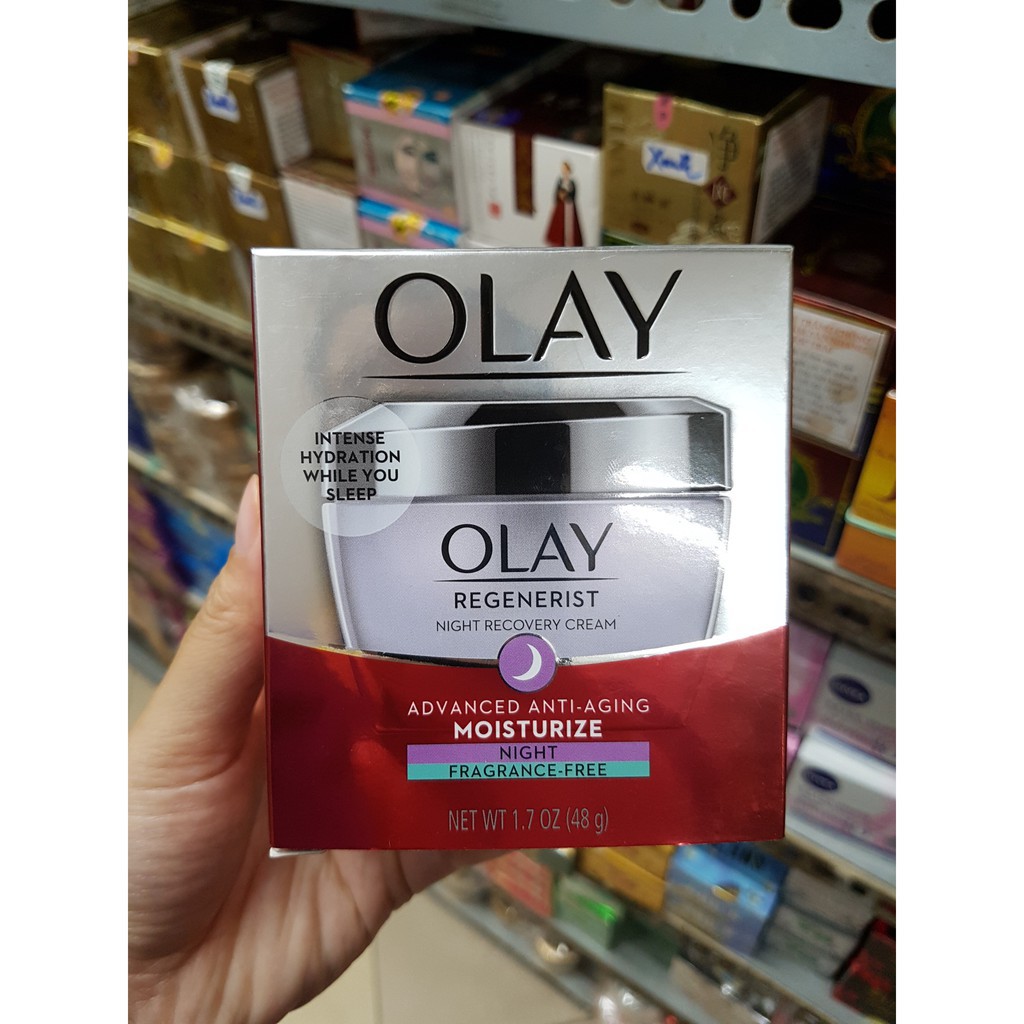 OLAY
INTENSE
HYDRATION
WHILE YOU
SLEEP
OLAY
REGENERIST
NIGHT RECOVERY CREAM
ADVANCED ANTI-AGING
MOISTURIZE
NIGHT
FRAGRANCE-FREE
NET WT 1.7 OZ (48 g)